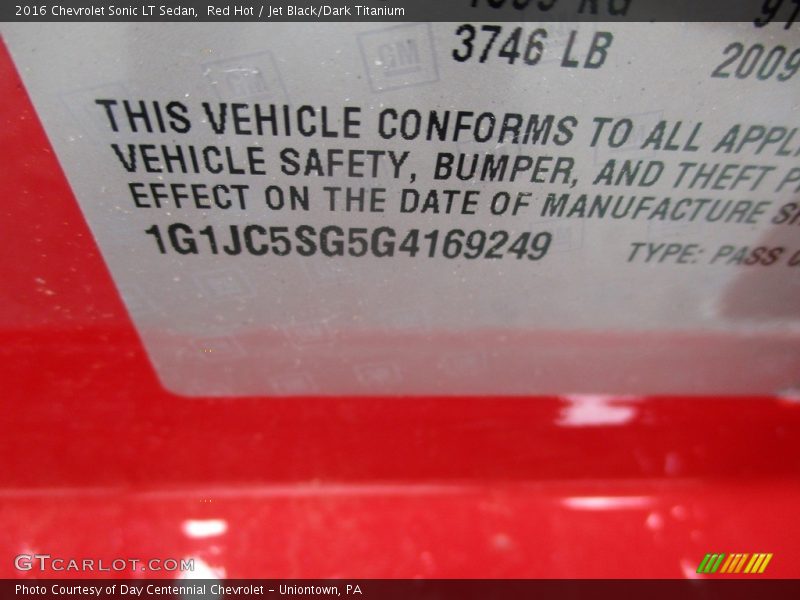 2016 Chevrolet Sonic LT Sedan, Red Hot / Jet Black/Dark Titanium
3746 LB 2009
THIS VEHICLE CONFORMS TO ALL
VEHICLE SAFETY, BUMPER, AND THEFT
EFFECT ON THE DATE OF MANUFACTURE
1G1JC5SG5G4169249 TYPE: PASS
GTCARLOT.COM
Photo Courtesy of Day Centennial Chevrolet - Uniontown, PA